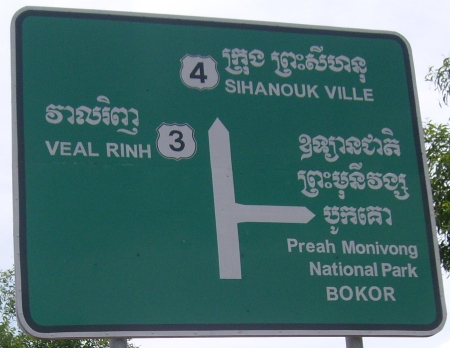 4
ក្រុង ព្រះសីហនុ
SIHANOUK VILLE
វាលរិញ
VEAL RINH
3
ឧទ្យានជាតិ
ព្រះមុនីវង្ស
បូកគោ
Preah Monivong
National Park
BOKOR